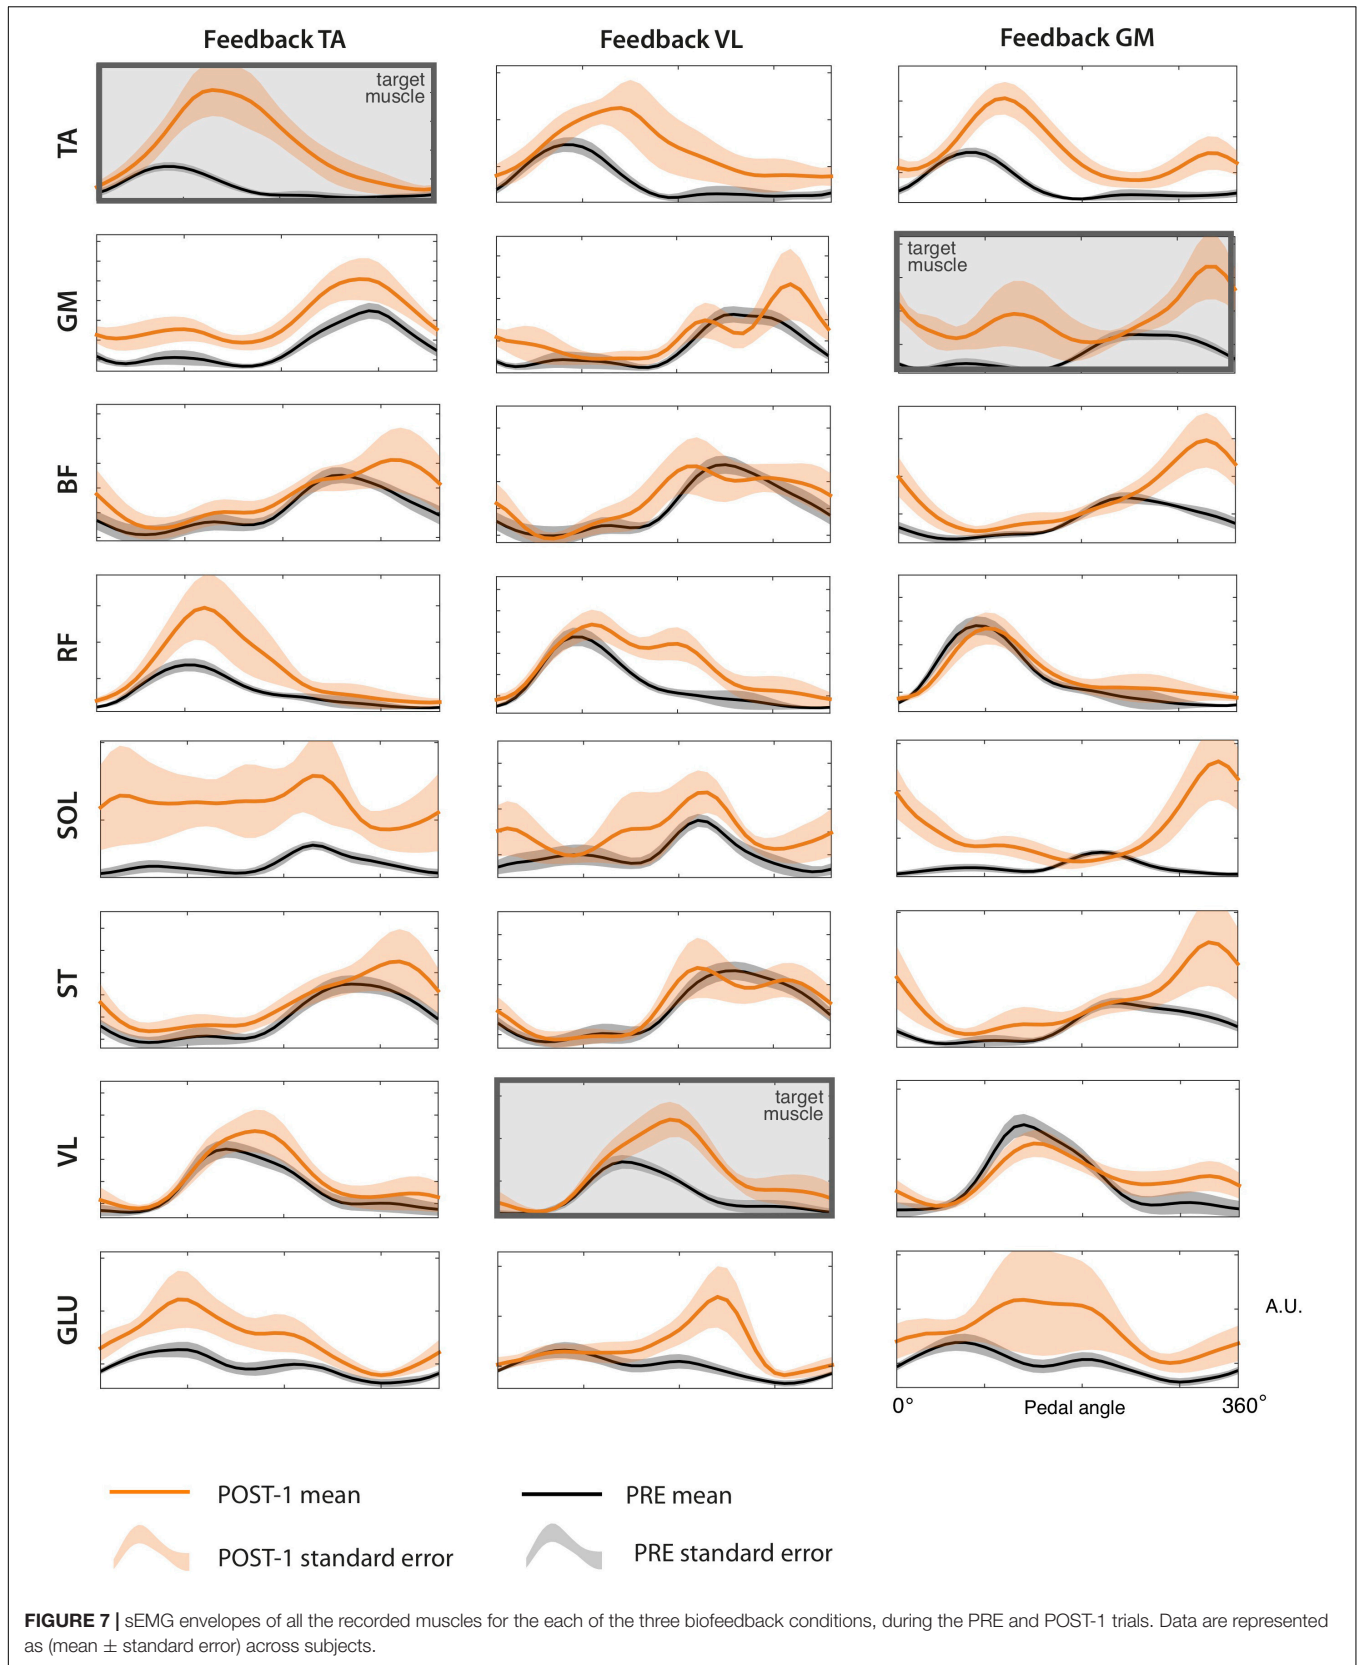 Feedback TA
Feedback VL
Feedback GM
TA
target
muscle
GM
target
muscle
BF
RF
SOL
ST
VL
target
muscle
GLU
A.U.
0°
Pedal angle
360°
POST-1 mean
PRE mean
POST-1 standard error
PRE standard error
FIGURE 7 | sEMG envelopes of all the recorded muscles for the each of the three biofeedback conditions, during the PRE and POST-1 trials. Data are represented
as (mean ± standard error) across subjects.